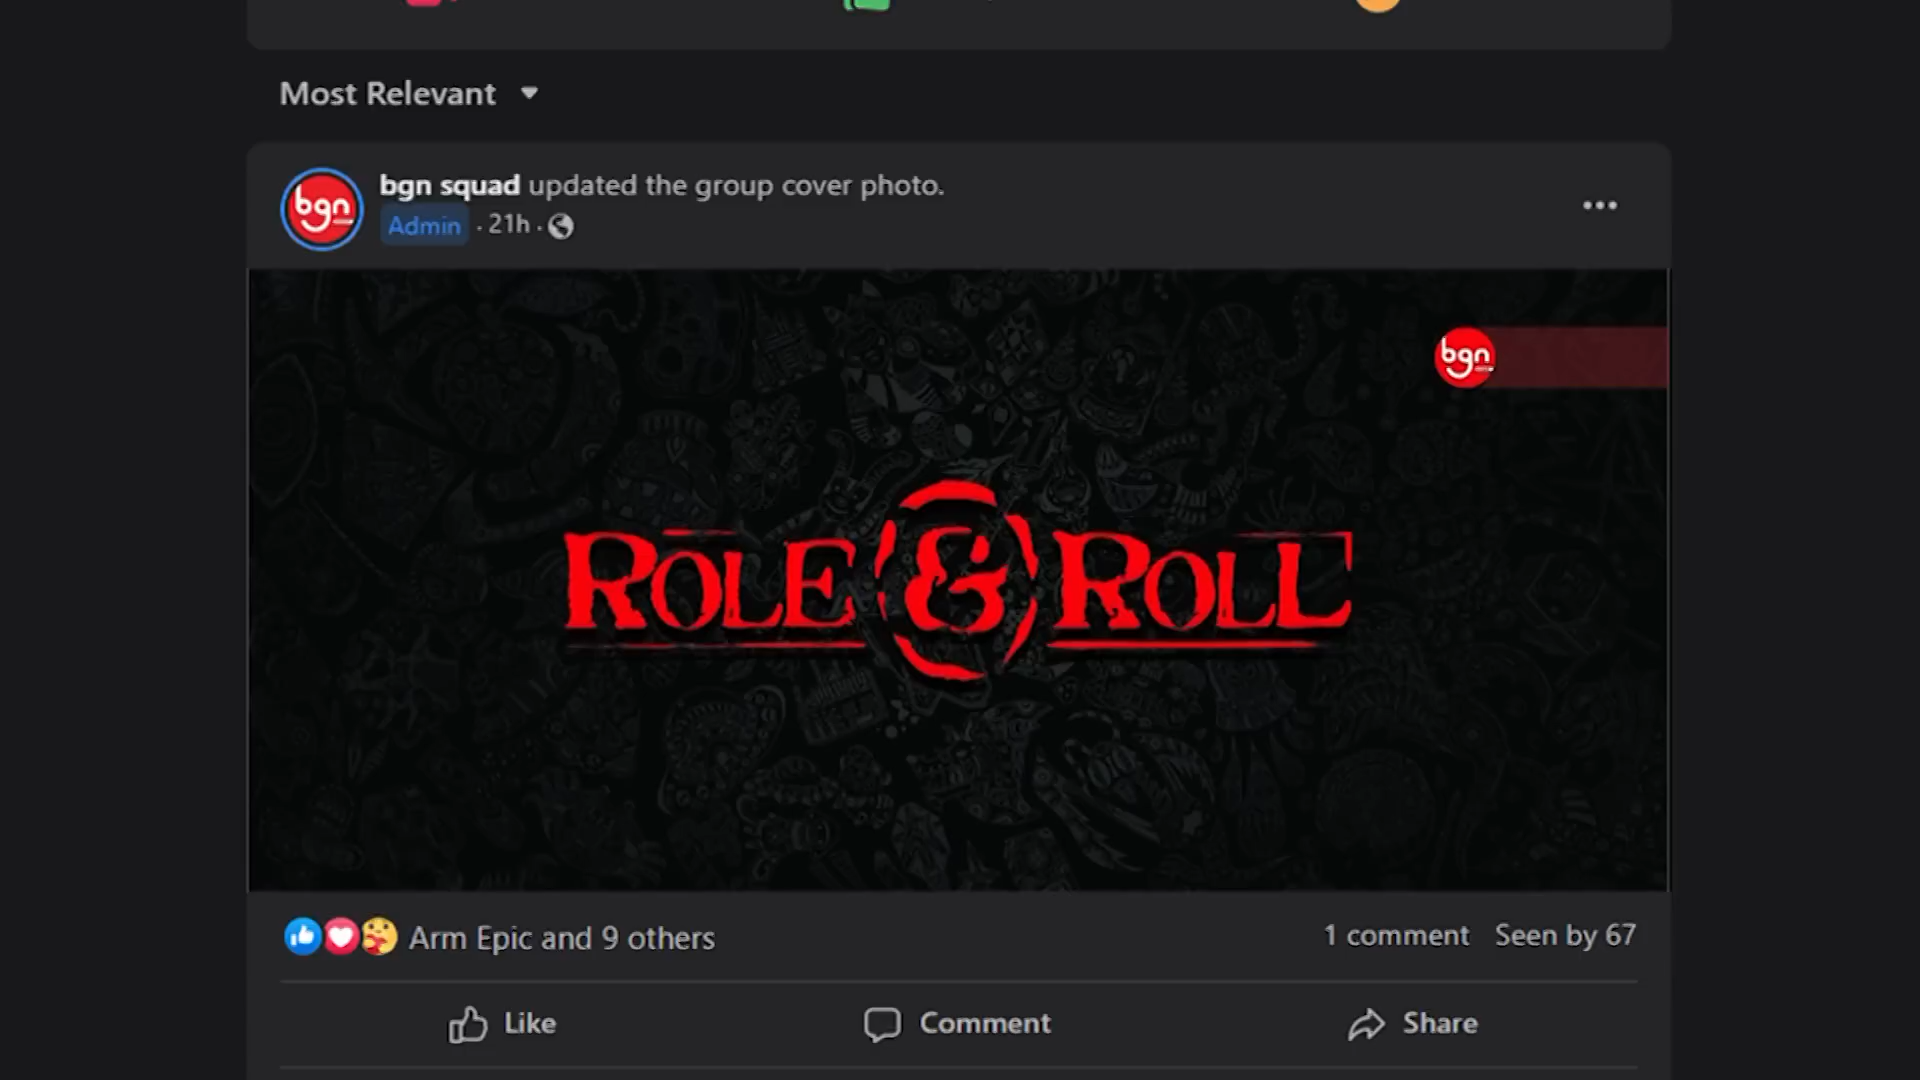 Most Relevant
bgn squad updated the group cover photo.
Admin · 21h ·
bgn
bgn
ROLE & ROLL
Arm Epic and 9 others
1 comment Seen by 67
Like
Comment
Share